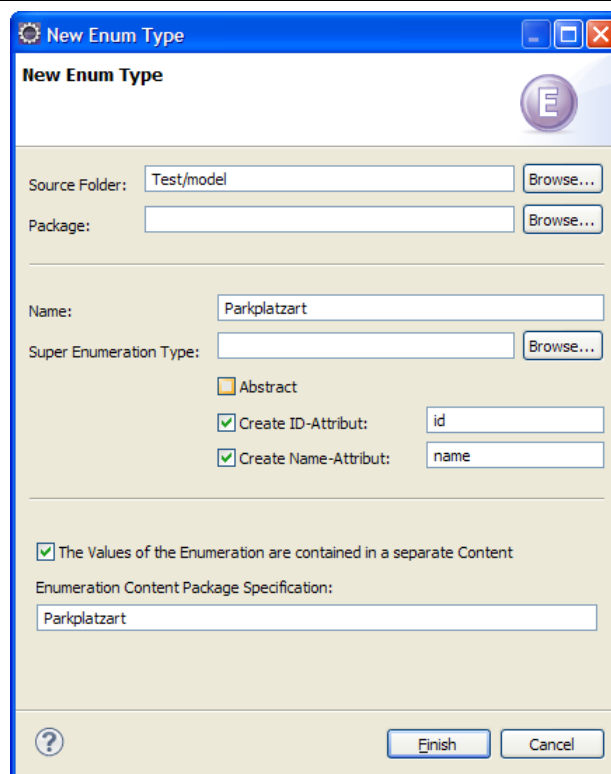 New Enum Type
New Enum Type
E
Source Folder: Test/model Browse...
Package: Browse...
Name: Parkplatzart
Super Enumeration Type: Browse...
Abstract
Create ID-Attribut: id
Create Name-Attribut: name
The Values of the Enumeration are contained in a separate Content
Enumeration Content Package Specification:
Parkplatzart
? Finish Cancel